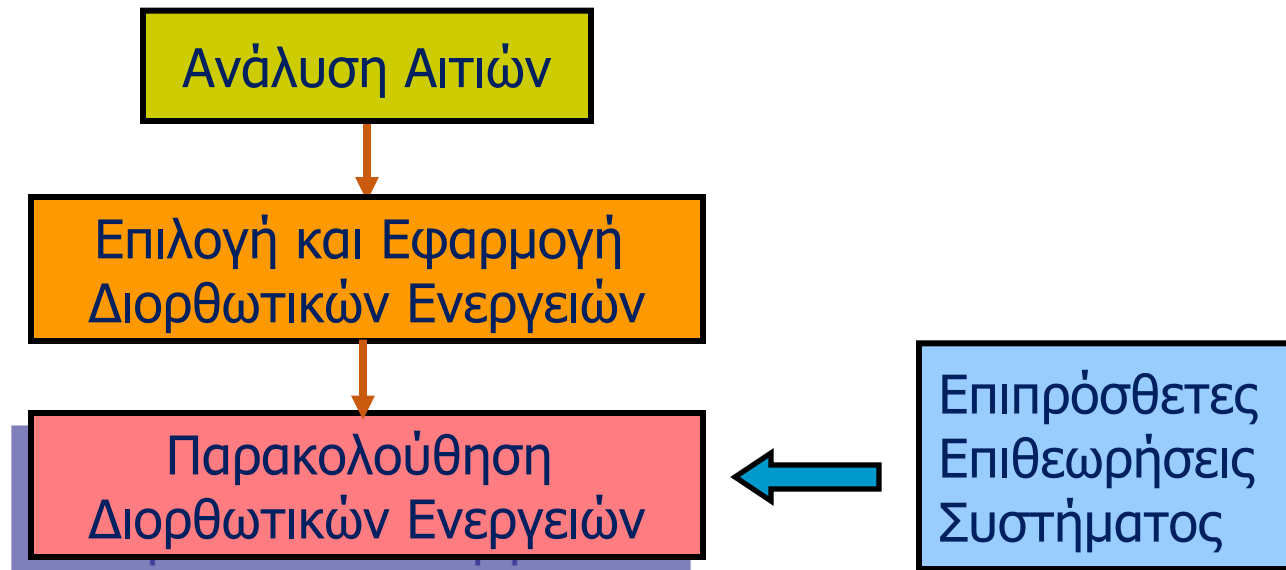 Ανάλυση Αιτιών
Επιλογή και Εφαρμογή
Διορθωτικών Ενεργειών
Παρακολούθηση
Διορθωτικών Ενεργειών
Επιπρόσθετες
Επιθεωρήσεις
Συστήματος